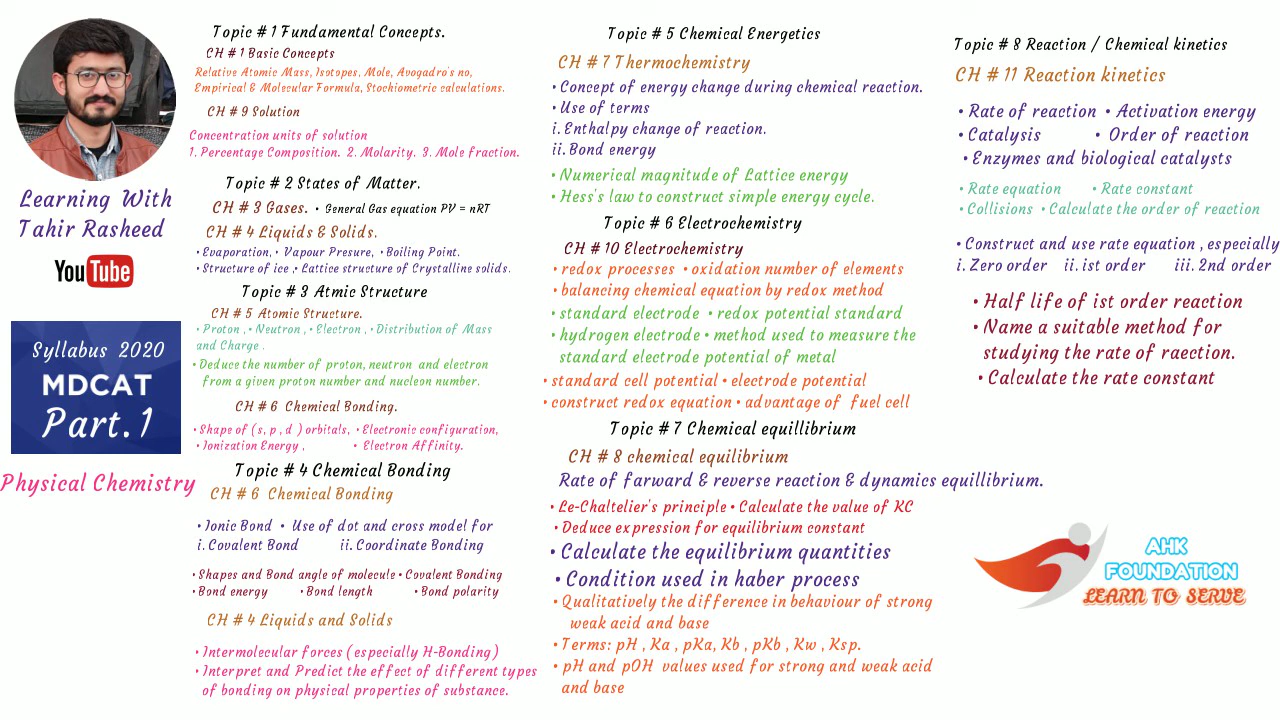 Learning With
Tahir Rasheed
YouTube
Syllabus 2020
MDCAT
Part.1
Physical Chemistry
Topic # 1 Fundamental Concepts.
CH # 1 Basic Concepts
Relative Atomic Mass, Isotopes, Mole, Avogadro's no,
Empirical & Molecular Formula, Stochiometric calculations.
CH # 9 Solution
Concentration units of solution
1. Percentage Composition. 2. Molarity. 3. Mole fraction.
Topic # 2 States of Matter.
CH # 3 Gases. • General Gas equation PV = nRT
CH # 4 Liquids & Solids.
• Evaporation, • Vapour Presure, • Boiling Point.
• Structure of ice ,• Lattice structure of Crystalline solids.
Topic # 3 Atmic Structure
CH # 5 Atomic Structure.
• Proton , • Neutron , • Electron , • Distribution of Mass
and Charge .
• Deduce the number of proton, neutron and electron
from a given proton number and nucleon number.
CH # 6 Chemical Bonding.
• Shape of ( s, p , d ) orbitals, • Electronic configuration,
• Ionization Energy , • Electron Affinity.
Topic # 4 Chemical Bonding
CH # 6 Chemical Bonding
• Ionic Bond • Use of dot and cross model for
i. Covalent Bond ii. Coordinate Bonding
• Shapes and Bond angle of molecule • Covalent Bonding
• Bond energy • Bond length • Bond polarity
CH # 4 Liquids and Solids
• Intermolecular forces ( especially H-Bonding )
• Interpret and Predict the effect of different types
of bonding on physical properties of substance.
Topic # 5 Chemical Energetics
CH # 7 Thermochemistry
• Concept of energy change during chemical reaction.
• Use of terms
i. Enthalpy change of reaction.
ii. Bond energy
• Numerical magnitude of Lattice energy
• Hess's law to construct simple energy cycle.
Topic # 6 Electrochemistry
CH # 10 Electrochemistry
• redox processes • oxidation number of elements
• balancing chemical equation by redox method
• standard electrode • redox potential standard
• hydrogen electrode • method used to measure the
standard electrode potential of metal
• standard cell potential • electrode potential
• construct redox equation • advantage of fuel cell
Topic # 7 Chemical equillibrium
CH # 8 chemical equilibrium
Rate of farward & reverse reaction & dynamics equillibrium.
• Le-Chaltelier's principle • Calculate the value of KC
• Deduce expression for equilibrium constant
• Calculate the equilibrium quantities
• Condition used in haber process
• Qualitatively the difference in behaviour of strong
weak acid and base
• Terms: pH , Ka , pKa, Kb , pKb , Kw , Ksp.
• pH and pOH values used for strong and weak acid
and base
Topic # 8 Reaction / Chemical kinetics
CH # 11 Reaction kinetics
• Rate of reaction • Activation energy
• Catalysis • Order of reaction
• Enzymes and biological catalysts
• Rate equation • Rate constant
• Collisions • Calculate the order of reaction
• Construct and use rate equation , especially
i. Zero order ii. ist order iii. 2nd order
• Half life of ist order reaction
• Name a suitable method for
studying the rate of raection.
• Calculate the rate constant
AHK
FOUNDATION
LEARN TO SERVE